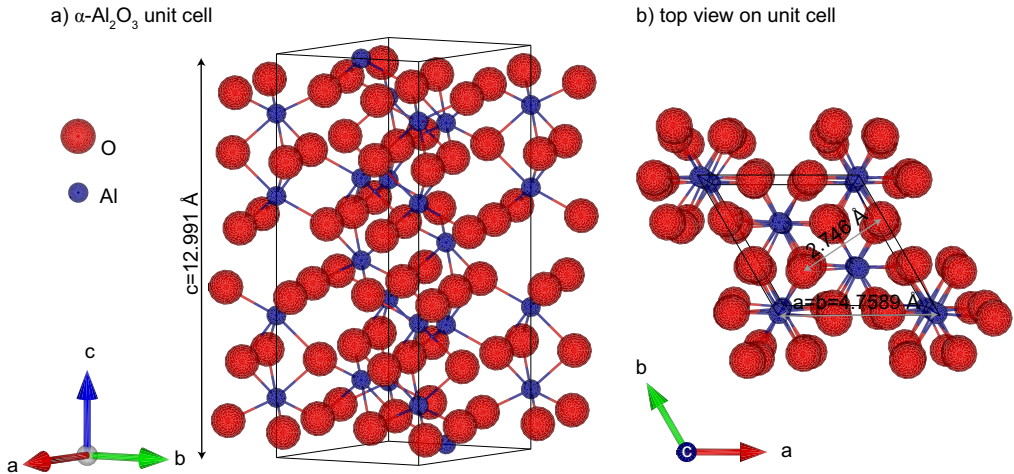 a) α-Al₂O₃ unit cell
b) top view on unit cell
O
Al
c=12.991 Å
2.746 Å
a=b=4.7589 Å
c
a
b
b
c
a